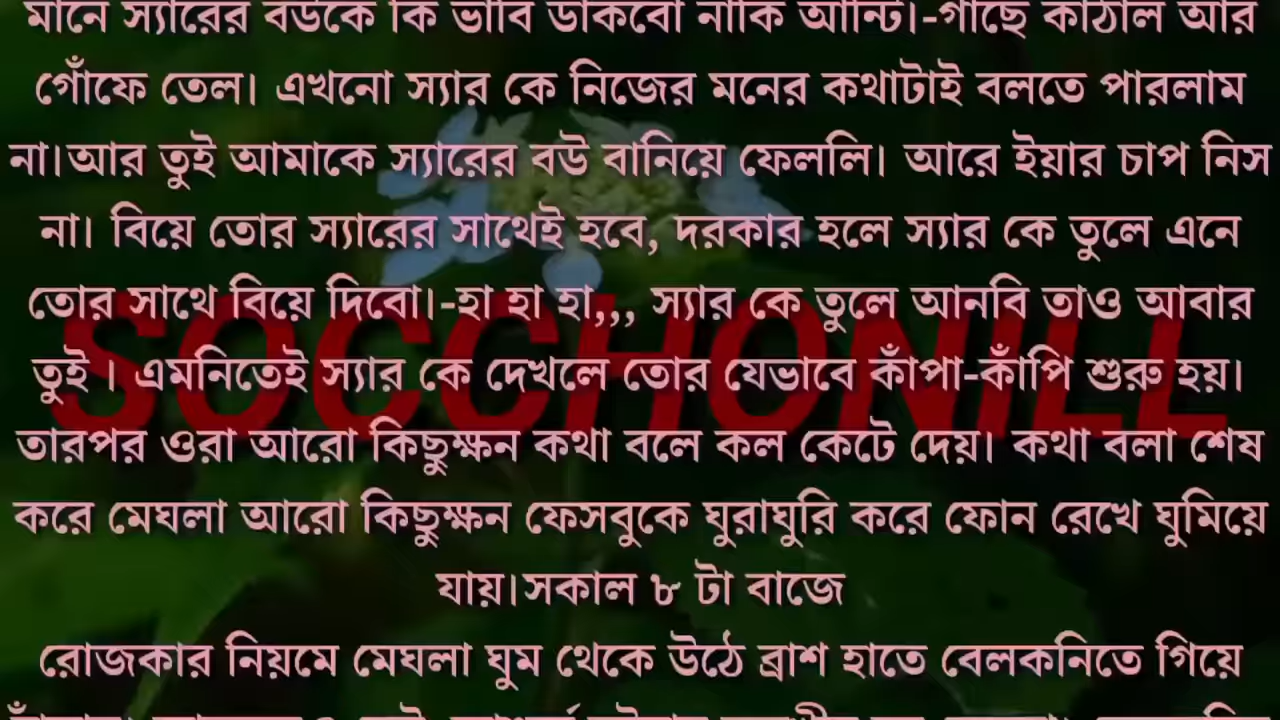 মানে স্যারের বউকে কি ভাবি ডাকবো নাকি আন্টি।-গাছে কাঠাল আর
গোঁফে তেল। এখনো স্যার কে নিজের মনের কথাটাই বলতে পারলাম
না।আর তুই আমাকে স্যারের বউ বানিয়ে ফেললি। আরে ইয়ার চাপ নিস
না। বিয়ে তোর স্যারের সাথেই হবে, দরকার হলে স্যার কে তুলে এনে
তোর সাথে বিয়ে দিবো।-হা হা হা,,, স্যার কে তুলে আনবি তাও আবার
তুই । এমনিতেই স্যার কে দেখলে তোর যেভাবে কাঁপা-কাঁপি শুরু হয়।
তারপর ওরা আরো কিছুক্ষন কথা বলে কল কেটে দেয়। কথা বলা শেষ
করে মেঘলা আরো কিছুক্ষন ফেসবুকে ঘুরাঘুরি করে ফোন রেখে ঘুমিয়ে
যায়।সকাল ৮ টা বাজে
রোজকার নিয়মে মেঘলা ঘুম থেকে উঠে ব্রাশ হাতে বেলকনিতে গিয়ে
SOCCHONILL